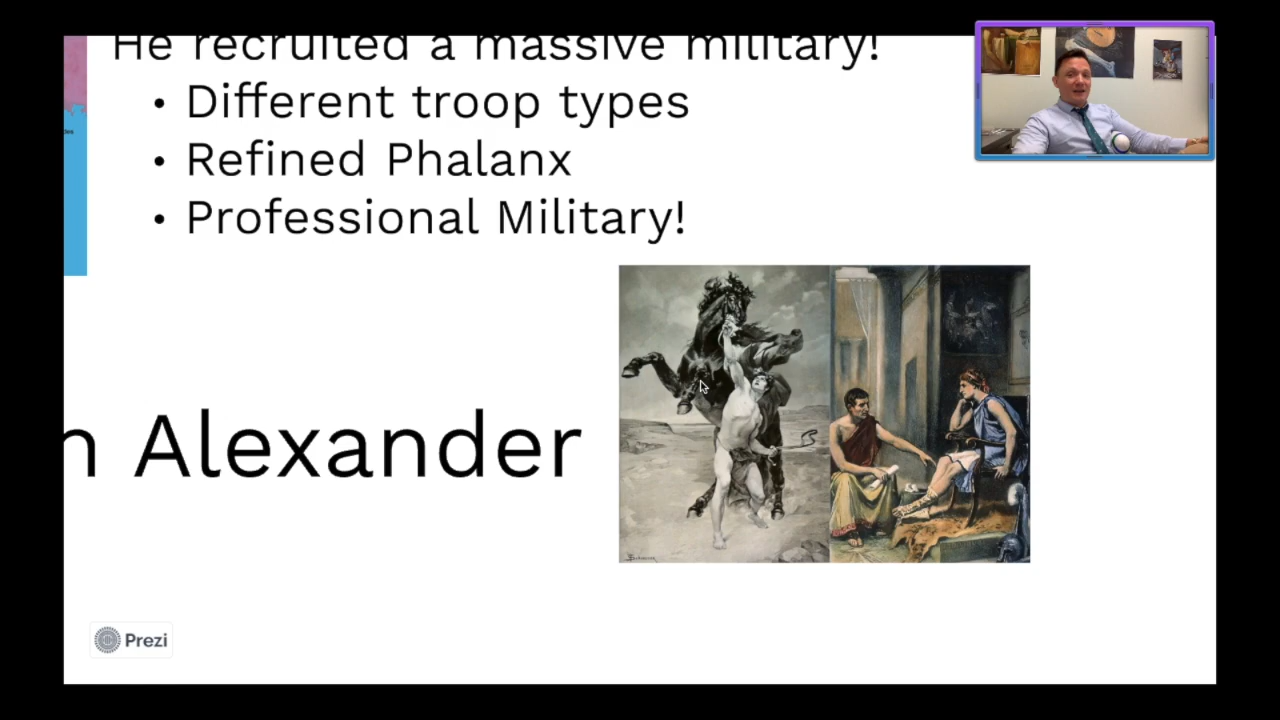 He recruited a massive military!
• Different troop types
• Refined Phalanx
• Professional Military!
n Alexander
Prezi